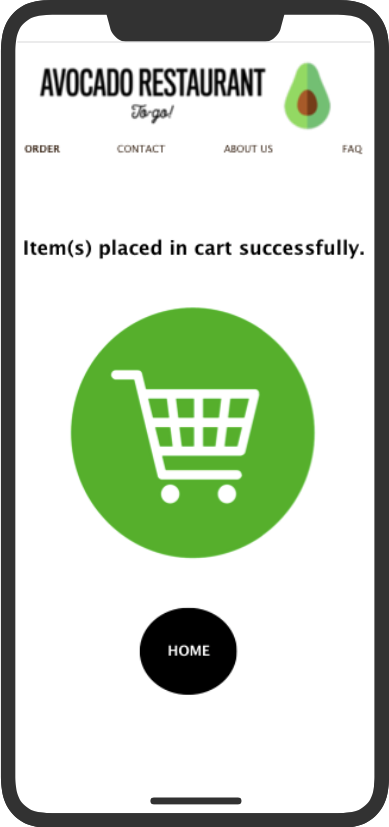 AVOCADO RESTAURANT
To-go!
ORDER CONTACT ABOUT US FAQ
Item(s) placed in cart successfully.
HOME